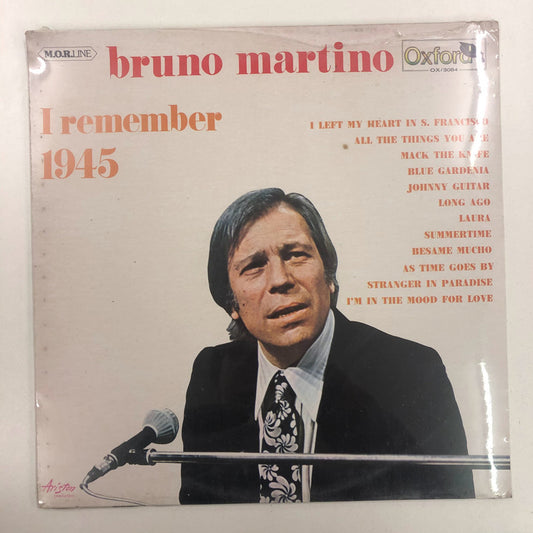 M.O.R. LINE
bruno martino
Oxford
OX/3084
I remember
1945
I LEFT MY HEART IN S. FRANCISCO
ALL THE THINGS YOU ARE
MACK THE KNIFE
BLUE GARDENIA
JOHNNY GUITAR
LONG AGO
LAURA
SUMMERTIME
BESAME MUCHO
AS TIME GOES BY
STRANGER IN PARADISE
I'M IN THE MOOD FOR LOVE
Ariston